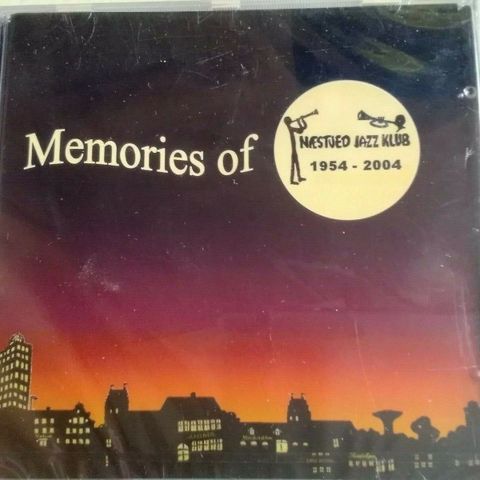 Memories of
NÆSTVED JAZZ KLUB
1954 - 2004